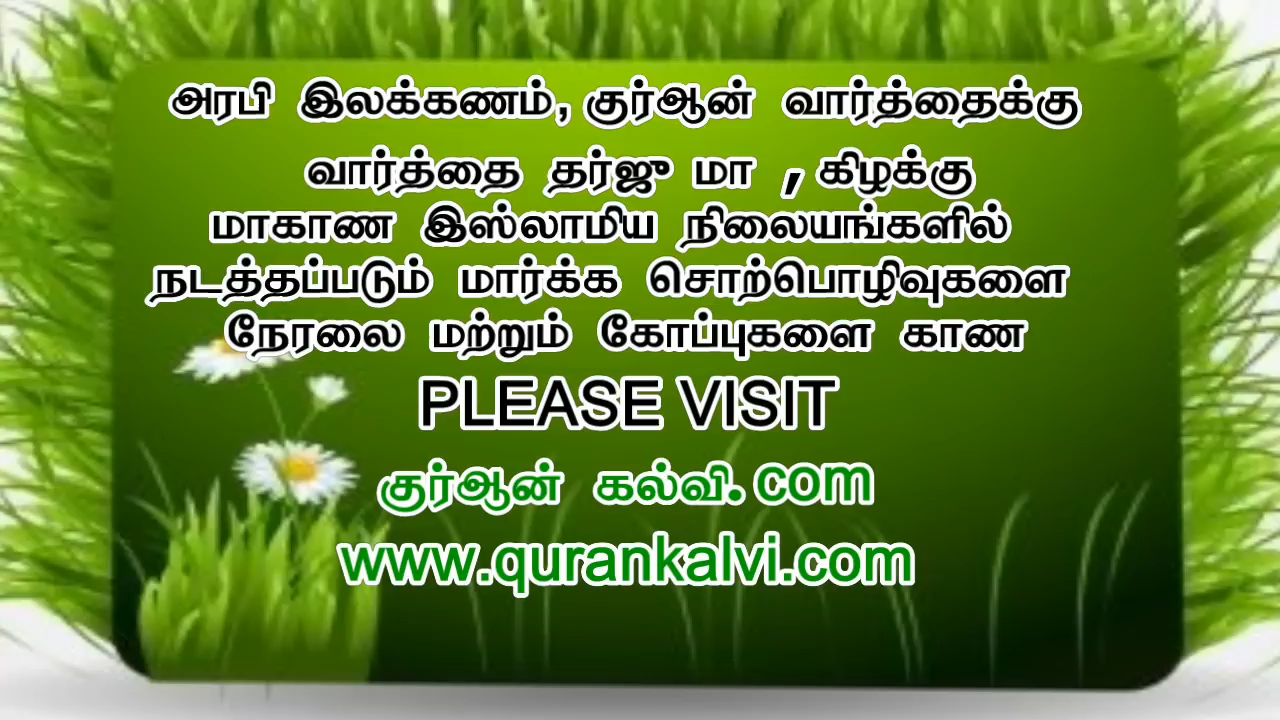 அரபி இலக்கணம், குர்ஆன் வார்த்தைக்கு
வார்த்தை தர்ஜு மா , கிழக்கு
மாகாண இஸ்லாமிய நிலையங்களில்
நடத்தப்படும் மார்க்க சொற்பொழிவுகளை
நேரலை மற்றும் கோப்புகளை காண
PLEASE VISIT
குர்ஆன் கல்வி.com
www.qurankalvi.com